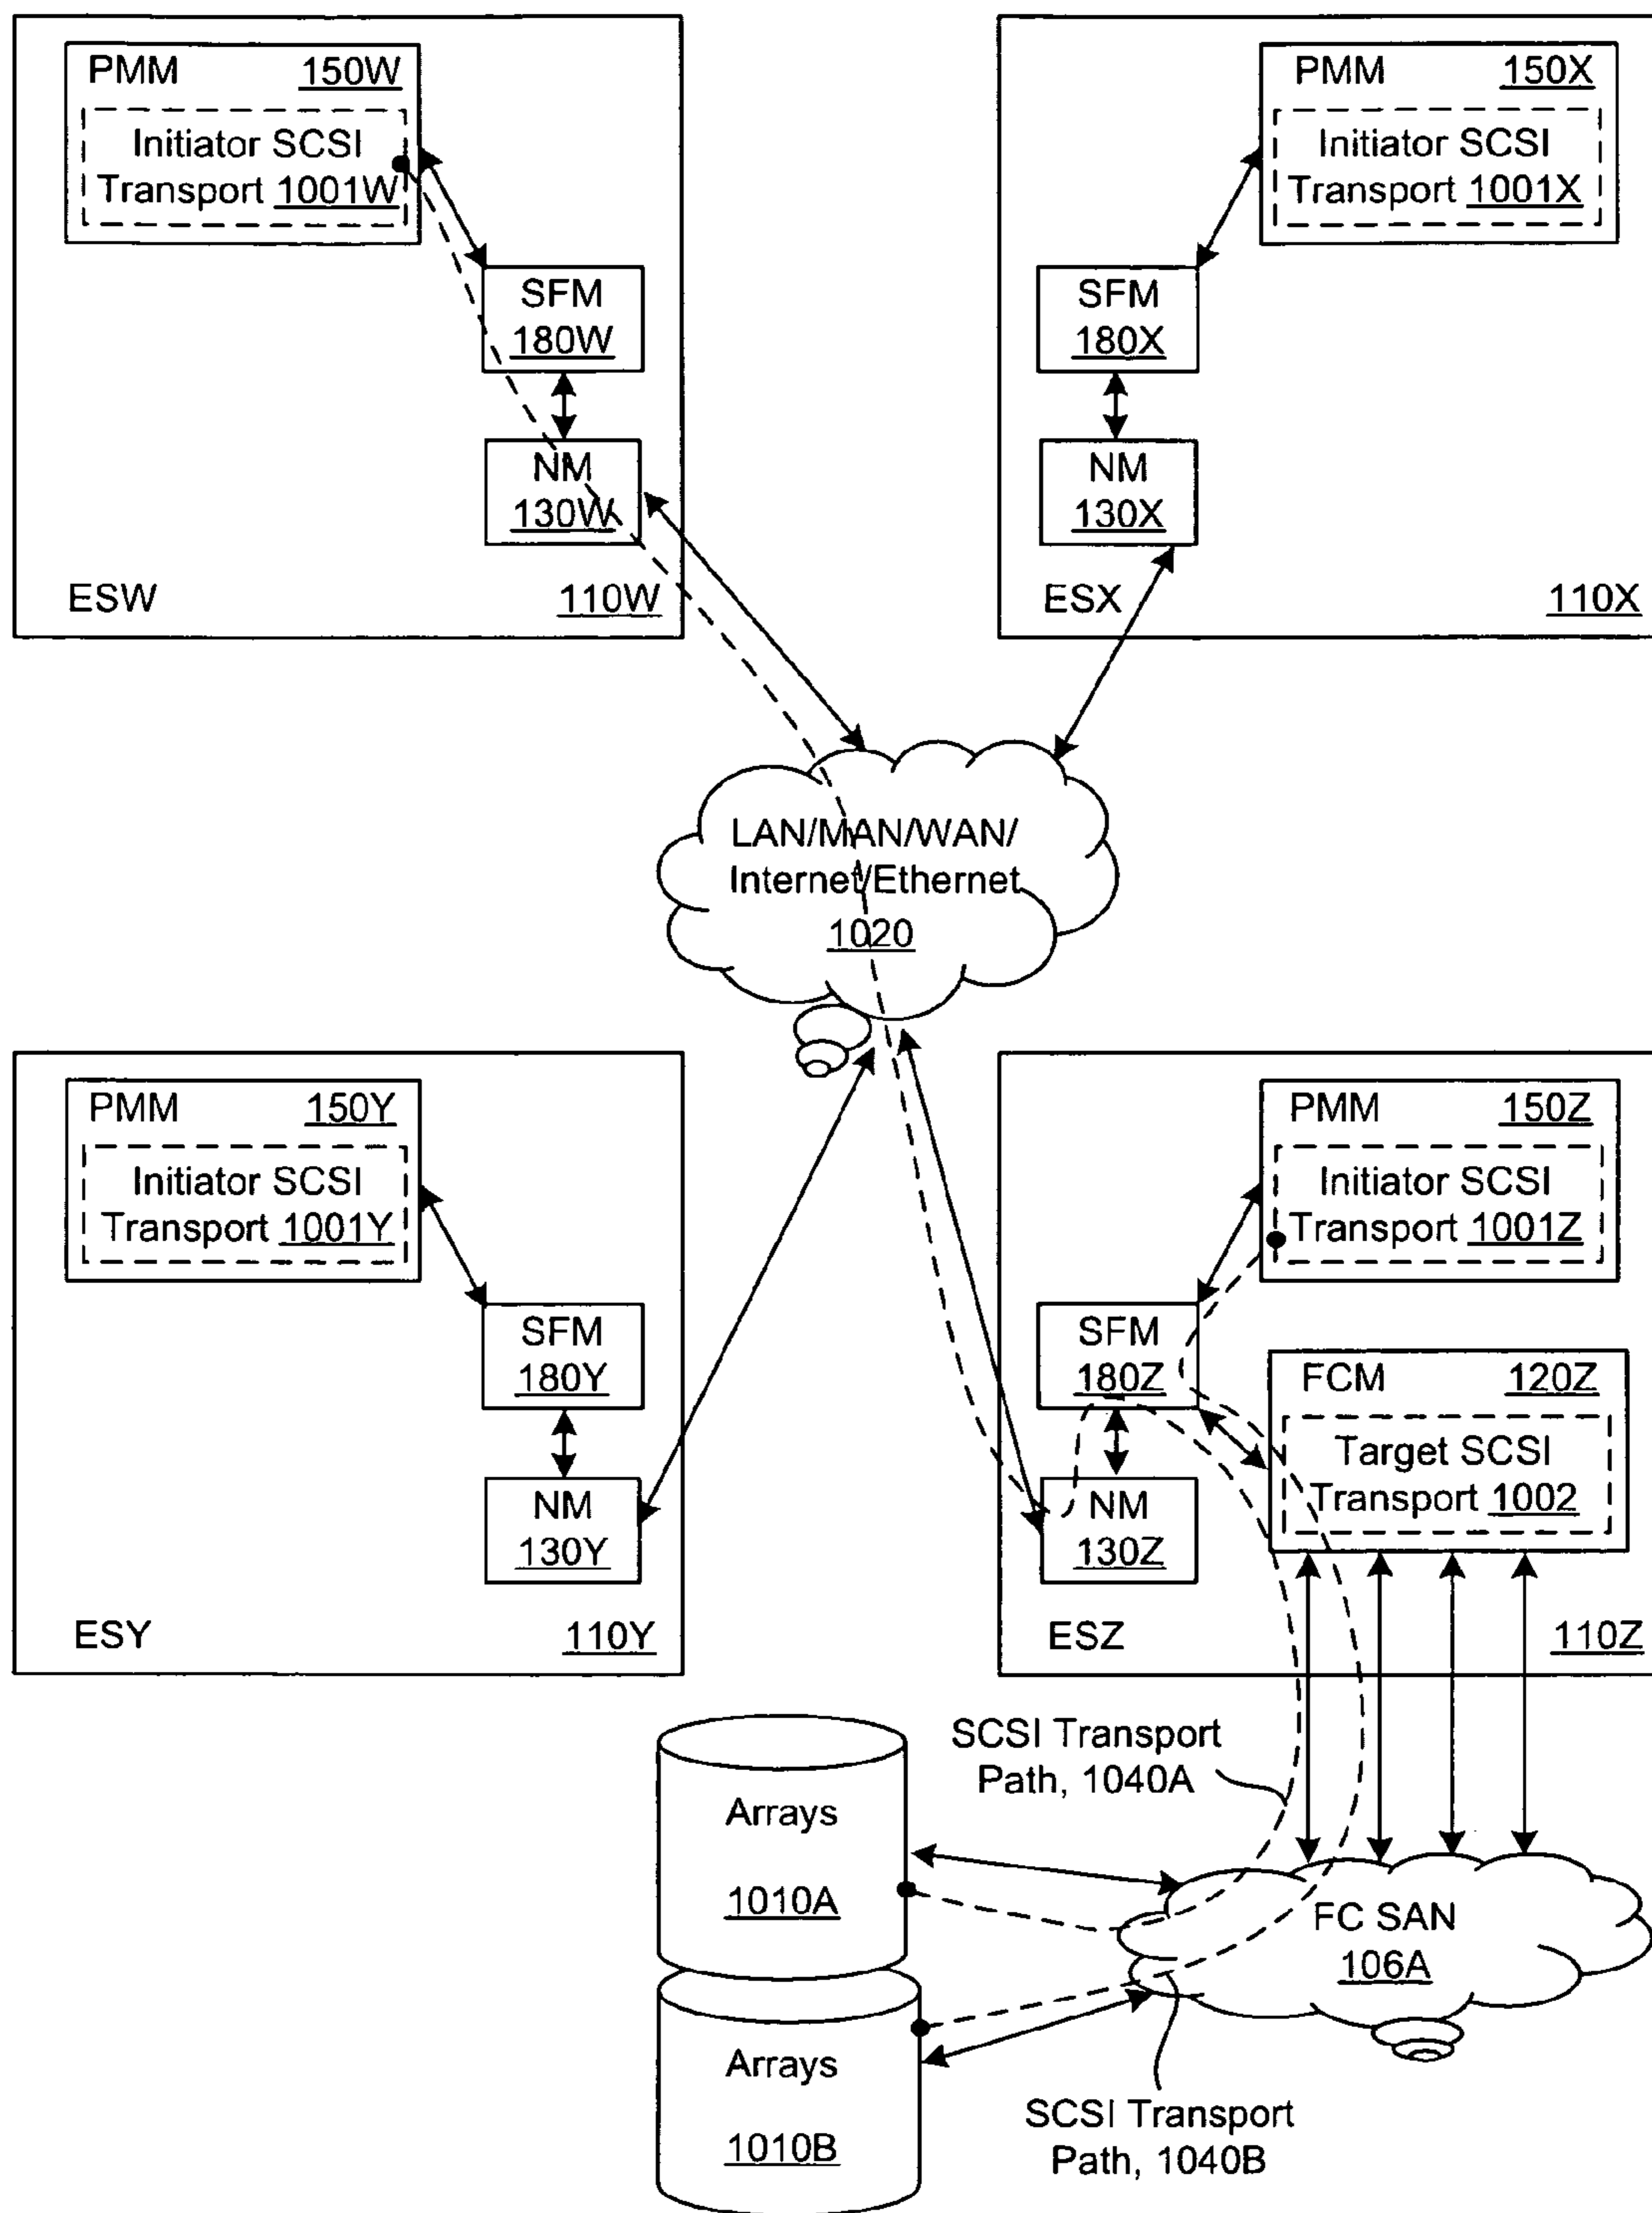 PMM 150W
Initiator SCSI
Transport 1001W
SFM
180W
NM
130W
ESW 110W
PMM 150X
Initiator SCSI
Transport 1001X
SFM
180X
NM
130X
ESX 110X
LAN/MAN/WAN/
Internet/Ethernet
1020
PMM 150Y
Initiator SCSI
Transport 1001Y
SFM
180Y
NM
130Y
ESY 110Y
PMM 150Z
Initiator SCSI
Transport 1001Z
SFM
180Z
FCM 120Z
Target SCSI
Transport 1002
NM
130Z
ESZ 110Z
SCSI Transport
Path, 1040A
Arrays
1010A
FC SAN
106A
Arrays
1010B
SCSI Transport
Path, 1040B